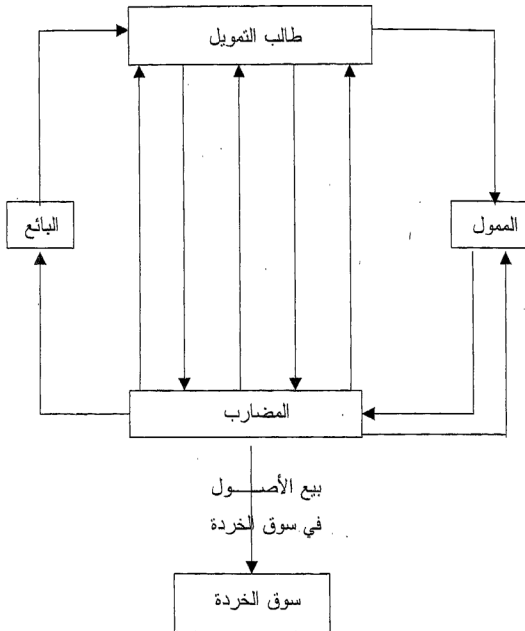 طالب التمويل
البائع
الممول
المضارب
بيع الأصـــول
في سوق الخردة
سوق الخردة